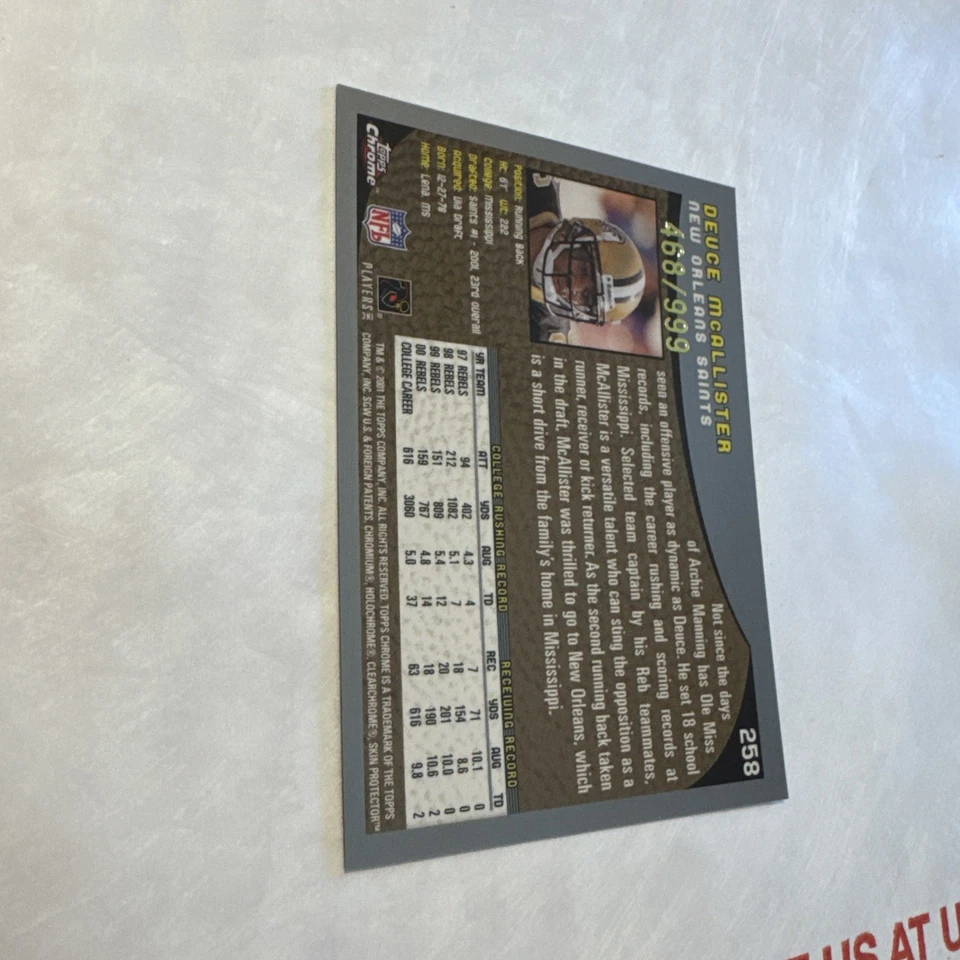 258
DEUCE McALLISTER
NEW ORLEANS SAINTS
468/999
Not since the days
of Archie Manning has Ole Miss
seen an offensive player as dynamic as Deuce. He set 18 school
records, including the career rushing and scoring records at
Mississippi. Selected team captain by his Reb teammates,
McAllister is a versatile talent who can sting the opposition as a
runner, receiver or kick returner. As the second running back taken
in the draft, McAllister was thrilled to go to New Orleans, which
is a short drive from the family's home in Mississippi.
Position: Running Back
Ht: 6'1" Wt: 222
College: Mississippi
Drafted: Saints #1 - 2001, 23rd overall
Acquired: Via Draft
Born: 12-27-78
Home: Lena, MS
COLLEGE RUSHING RECORD RECEIVING RECORD
YR TEAM ATT YDS AVG TD REC YDS AVG TD
97 REBELS 94 402 4.3 4 7 71 10.1 0
98 REBELS 212 1082 5.1 7 18 154 8.6 0
99 REBELS 151 809 5.4 12 20 201 10.0 0
00 REBELS 159 767 4.8 14 18 190 10.6 2
COLLEGE CAREER 616 3060 5.0 37 63 616 9.8 2
TOPPS Chrome™
NFL
PLAYERS INC
TM & © 2001 THE TOPPS COMPANY, INC. ALL RIGHTS RESERVED. TOPPS CHROME IS A TRADEMARK OF THE TOPPS
COMPANY, INC. SGW U.S. & FOREIGN PATENTS. CHROMIUM®, HOLOCHROME®, CLEARCHROME®, SKIN PROTECTOR™
US AT